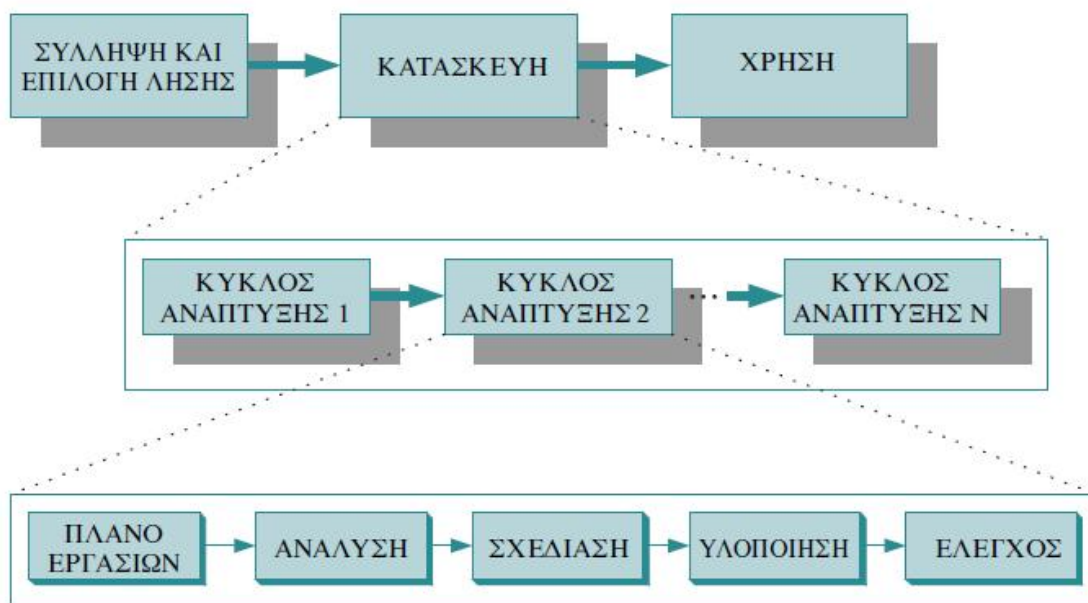 ΣΥΛΛΗΨΗ ΚΑΙ
ΕΠΙΛΟΓΗ ΛΗΣΗΣ
ΚΑΤΑΣΚΕΥΗ
ΧΡΗΣΗ
ΚΥΚΛΟΣ
ΑΝΑΠΤΥΞΗΣ 1
ΚΥΚΛΟΣ
ΑΝΑΠΤΥΞΗΣ 2
...
ΚΥΚΛΟΣ
ΑΝΑΠΤΥΞΗΣ Ν
ΠΛΑΝΟ
ΕΡΓΑΣΙΩΝ
ΑΝΑΛΥΣΗ
ΣΧΕΔΙΑΣΗ
ΥΛΟΠΟΙΗΣΗ
ΕΛΕΓΧΟΣ